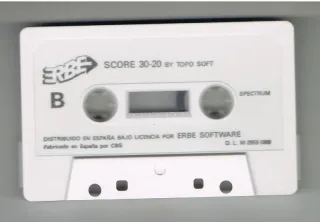 ERBE
SCORE 30-20 BY TOPO SOFT
B
SPECTRUM
DISTRIBUIDO EN ESPAÑA BAJO LICENCIA POR ERBE SOFTWARE
Fabricado en España por CBS
D. L. M